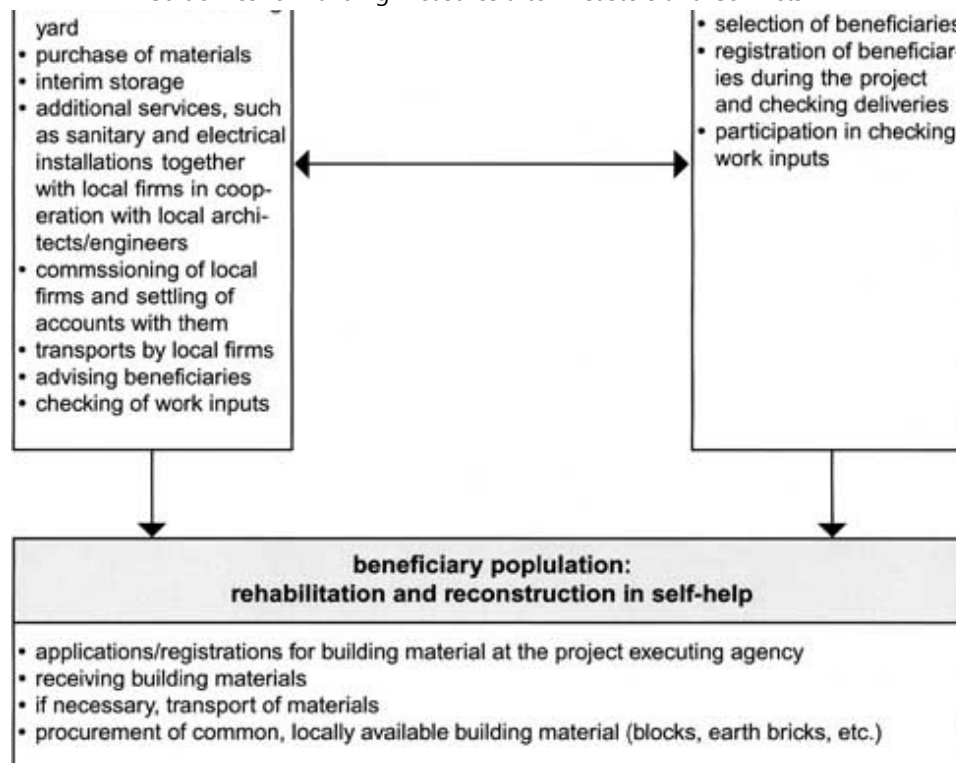 yard
• purchase of materials
• interim storage
• additional services, such
as sanitary and electrical
installations together
with local firms in coop-
eration with local archi-
tects/engineers
• commssioning of local
firms and settling of
accounts with them
• transports by local firms
• advising beneficiaries
• checking of work inputs
• selection of beneficiaries
• registration of beneficiar-
ies during the project
and checking deliveries
• participation in checking
work inputs
beneficiary poplulation:
rehabilitation and reconstruction in self-help
• applications/registrations for building material at the project executing agency
• receiving building materials
• if necessary, transport of materials
• procurement of common, locally available building material (blocks, earth bricks, etc.)